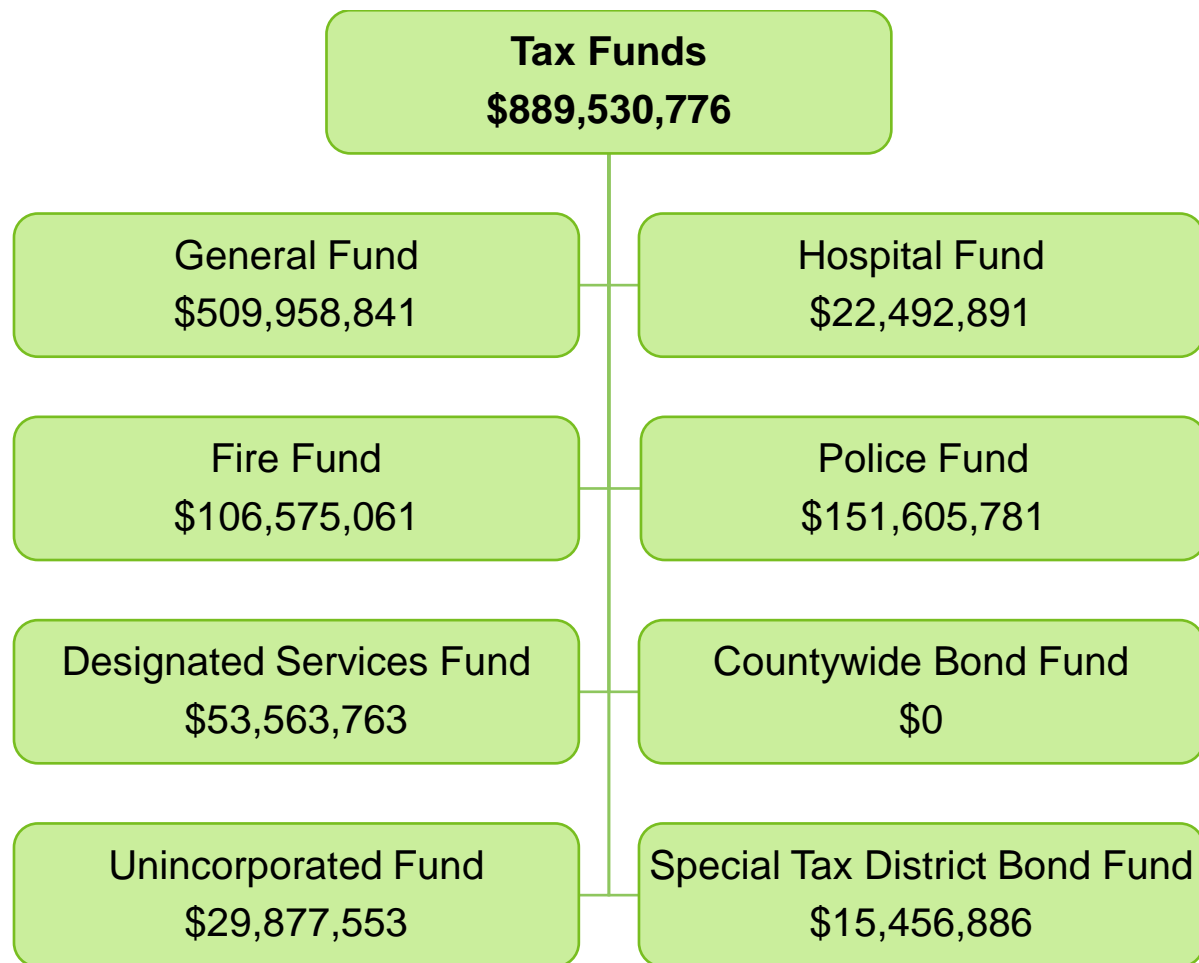 Tax Funds
$889,530,776
General Fund
$509,958,841
Hospital Fund
$22,492,891
Fire Fund
$106,575,061
Police Fund
$151,605,781
Designated Services Fund
$53,563,763
Countywide Bond Fund
$0
Unincorporated Fund
$29,877,553
Special Tax District Bond Fund
$15,456,886